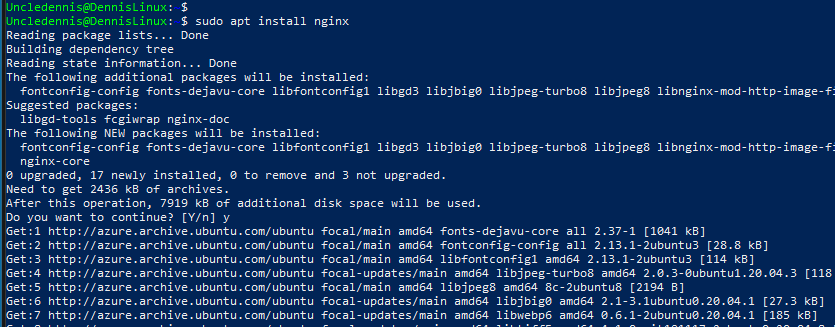 Uncledennis@DennisLinux: $
Uncledennis@DennisLinux: $ sudo apt install nginx
Reading package lists... Done
Building dependency tree
Reading state information... Done
The following additional packages will be installed:
fontconfig-config fonts-dejavu-core libfontconfig1 libgd3 libjbig0 libjpeg-turbo8 libjpeg8 libnginx-mod-http-image-fi
Suggested packages:
libgd-tools fcgiwrap nginx-doc
The following NEW packages will be installed:
fontconfig-config fonts-dejavu-core libfontconfig1 libgd3 libjbig0 libjpeg-turbo8 libjpeg8 libnginx-mod-http-image-fi
nginx-core
0 upgraded, 17 newly installed, 0 to remove and 3 not upgraded.
Need to get 2436 kB of archives.
After this operation, 7919 kB of additional disk space will be used.
Do you want to continue? [Y/n] y
Get:1 http://azure.archive.ubuntu.com/ubuntu focal/main amd64 fonts-dejavu-core all 2.37-1 [1041 kB]
Get:2 http://azure.archive.ubuntu.com/ubuntu focal/main amd64 fontconfig-config all 2.13.1-2ubuntu3 [28.8 kB]
Get:3 http://azure.archive.ubuntu.com/ubuntu focal/main amd64 libfontconfig1 amd64 2.13.1-2ubuntu3 [114 kB]
Get:4 http://azure.archive.ubuntu.com/ubuntu focal-updates/main amd64 libjpeg-turbo8 amd64 2.0.3-0ubuntu1.20.04.3 [118
Get:5 http://azure.archive.ubuntu.com/ubuntu focal/main amd64 libjpeg8 amd64 8c-2ubuntu8 [2194 B]
Get:6 http://azure.archive.ubuntu.com/ubuntu focal-updates/main amd64 libjbig0 amd64 2.1-3.1ubuntu0.20.04.1 [27.3 kB]
Get:7 http://azure.archive.ubuntu.com/ubuntu focal-updates/main amd64 libwebp6 amd64 0.6.1-2ubuntu0.20.04.1 [185 kB]